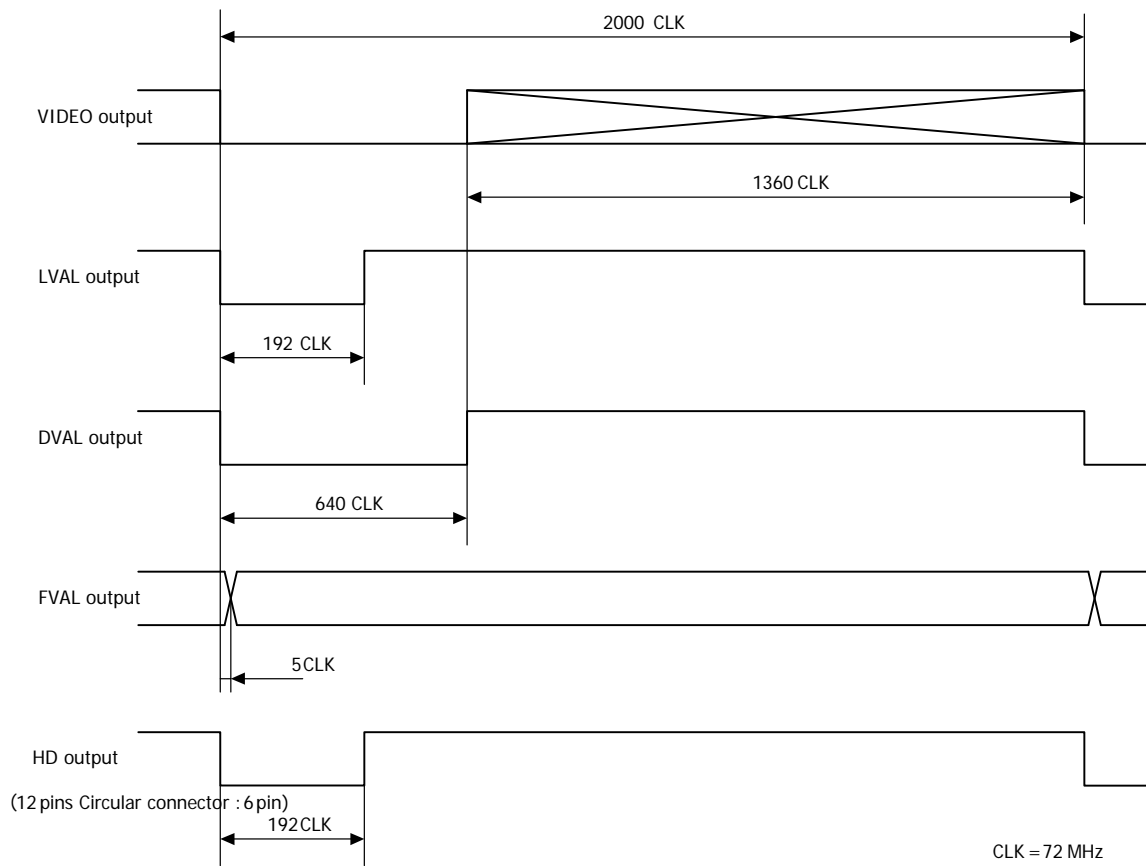 2000 CLK
VIDEO output
1360 CLK
LVAL output
192 CLK
DVAL output
640 CLK
FVAL output
5CLK
HD output
(12 pins Circular connector : 6 pin)
192CLK
CLK = 72 MHz